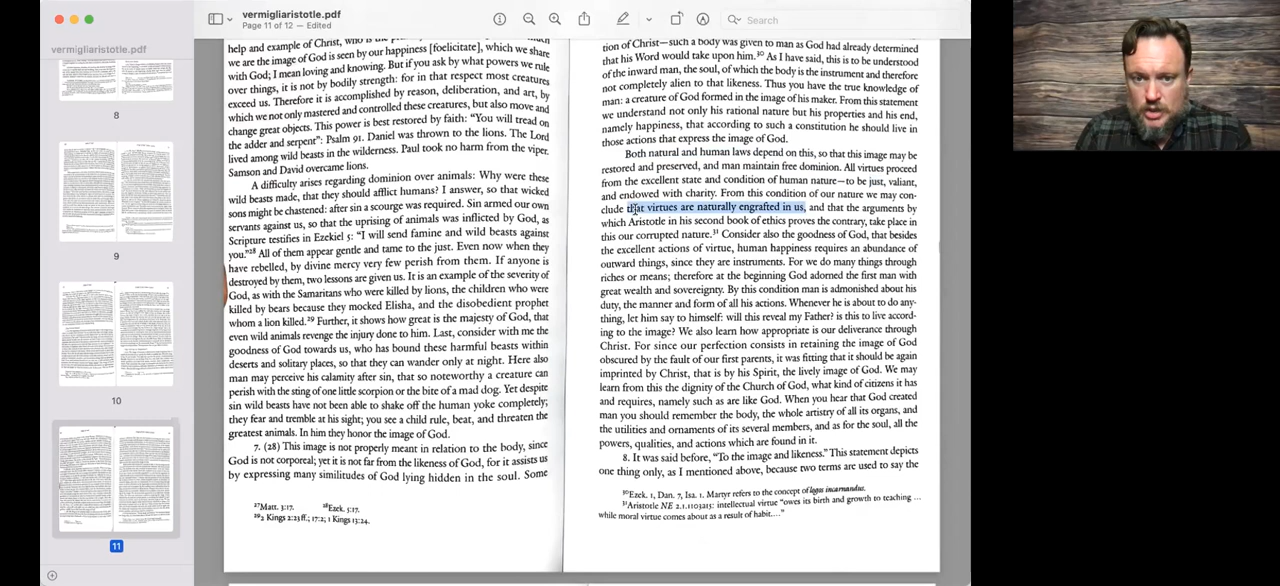 vermigliaristotle.pdf
Page 11 of 12 — Edited
Search
vermigliaristotle.pdf
8
9
10
11
help and example of Christ, who is the
we are the image of God is seen by our happiness [foelicitate], which we share
with God; I mean loving and knowing. But if you ask by what powers we rule
over things, it is not by bodily strength: for in that respect most creatures
exceed us. Therefore it is accomplished by reason, deliberation, and art, by
which we not only mastered and controlled these creatures, but also move and
change great objects. This power is best restored by faith: “You will tread on
the adder and serpent”: Psalm 91. Daniel was thrown to the lions. The Lord
lived among wild beasts in the wilderness. Paul took no harm from the viper.
Samson and David overcame lions.
A difficulty arises regarding dominion over animals: Why were these
wild beasts made, that they should afflict humans? I answer, so that wicked
sons might be chastened: after sin a scourge was required. Sin armed our own
servants against us, so that the uprising of animals was inflicted by God, as
Scripture testifies in Ezekiel 5: “I will send famine and wild beasts against
you.”28 All of them appear gentle and tame to the just. Even now when they
have rebelled, by divine mercy very few perish from them. If anyone is
destroyed by them, two lessons are given us. It is an example of the severity of
God, as with the Samaritans who were killed by lions, the children who were
killed by bears because they mocked Elisha, and the disobedient prophet
whom a lion killed.29 Further, it shows how great is the majesty of God, that
even wild animals revenge the injury done to him. Last, consider with me the
goodness of God towards us, who has bound these harmful beasts within
deserts and solitary places, so that they can wander only at night. Here also
man may perceive his calamity after sin, that so noteworthy a creature can
perish with the sting of one little scorpion or the bite of a mad dog. Yet despite
sin wild beasts have not been able to shake off the human yoke completely;
they fear and tremble at his sight; you see a child rule, beat, and threaten the
greatest animals. In him they honor the image of God.
7. (28) This image is not properly meant in relation to the body, since
God is not corporeal; yet it is not far from the likeness of God, for it assists us
by expressing many similitudes of God lying hidden in the soul. Some
27Matt. 3:17. 28Ezek. 5:17.
292 Kings 2:23ff.; 17:2; 1 Kings 13:24.
tion of Christ—such a body was given to man as God had already determined
that his Word would take upon him.30 As I have said, this is to be understood
of the inward man, the soul, of which the body is the instrument and therefore
not completely alien to that likeness. Thus you have the true knowledge of
man: a creature of God formed in the image of his maker. From this statement
we understand not only his rational nature but his properties and his end,
namely happiness, that according to such a constitution he should live in
those actions that express the image of God.
Both natural and human laws depend on this, so that this image may be
restored and preserved, and man maintain free dominion. All virtues proceed
from the excellent state and condition of human nature—to be just, valiant,
and endowed with charity. From this condition of our nature we may con-
clude that virtues are naturally engrafted in us, and that the arguments by
which Aristotle in his second book of ethics proves the contrary, take place in
this our corrupted nature.31 Consider also the goodness of God, that besides
the excellent actions of virtue, human happiness requires an abundance of
outward things, since they are instruments. For we do many things through
riches or means; therefore at the beginning God adorned the first man with
great wealth and sovereignty. By this condition man is admonished about his
duty, the manner and form of all his actions. Whenever he is about to do any-
thing, let him say to himself: will this reveal my Father? is this to live accord-
ing to the image? We also learn how appropriate is our deliverance through
Christ. For since our perfection consists in retaining the image of God
obscured by the fault of our first parents, it was fitting that it should be again
imprinted by Christ, that is by his Spirit, the lively image of God. We may
learn from this the dignity of the Church of God, what kind of citizens it has
and requires, namely such as are like God. When you hear that God created
man you should remember the body, the whole artistry of all its organs, and
the utilities and ornaments of its several members, and as for the soul, all the
powers, qualities, and actions which are found in it.
8. It was said before, “To the image and likeness.” This statement depicts
one thing only, as I mentioned above, because two terms are used to say the
30Ezek. 1, Dan. 7, Isa. 1. Martyr refers to the concept of logos incarnandus.
31Aristotle NE 2.1.1103a15: intellectual virtue “owes its birth and growth to teaching ...
while moral virtue comes about as a result of habit....”